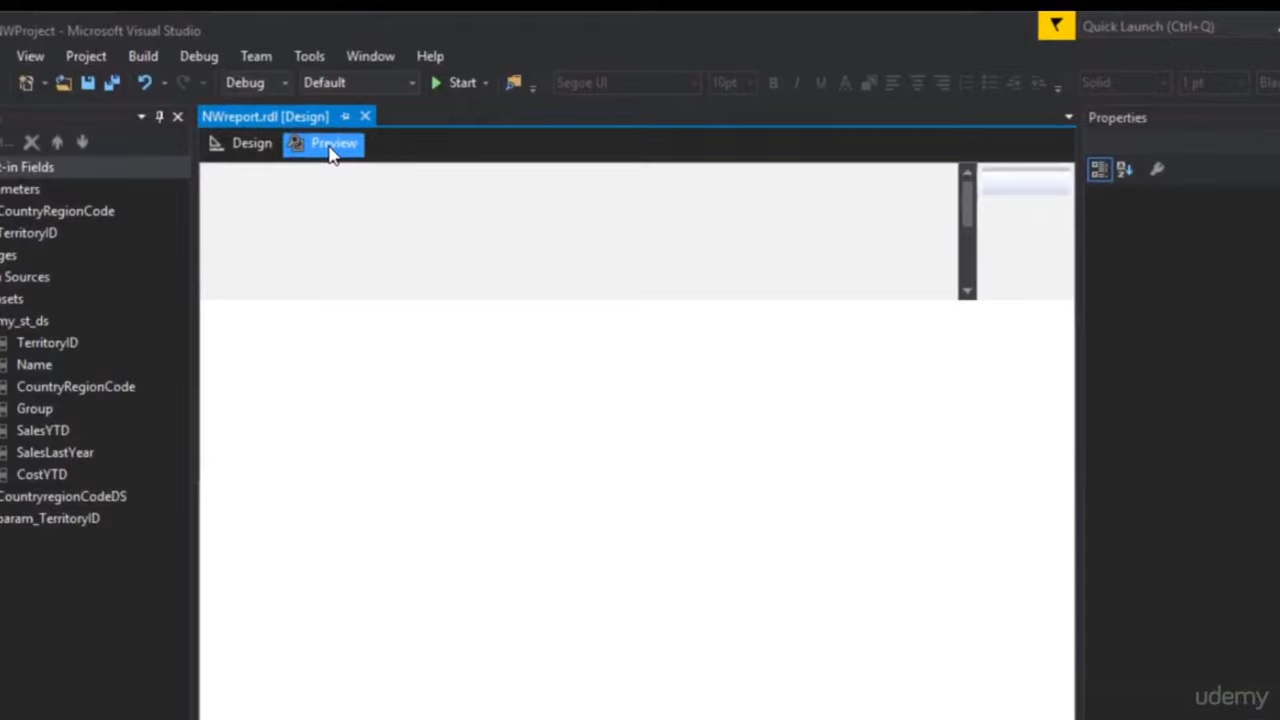 NWProject - Microsoft Visual Studio
Quick Launch (Ctrl+Q)
View Project Build Debug Team Tools Window Help
Debug Default Start Segoe UI 10pt B I U A Solid 1 pt
NWreport.rdl [Design]
Properties
Design Preview
t-in Fields
meters
CountryRegionCode
TerritoryID
ges
Sources
sets
my_st_ds
TerritoryID
Name
CountryRegionCode
Group
SalesYTD
SalesLastYear
CostYTD
CountryregionCodeDS
param_TerritoryID
udemy